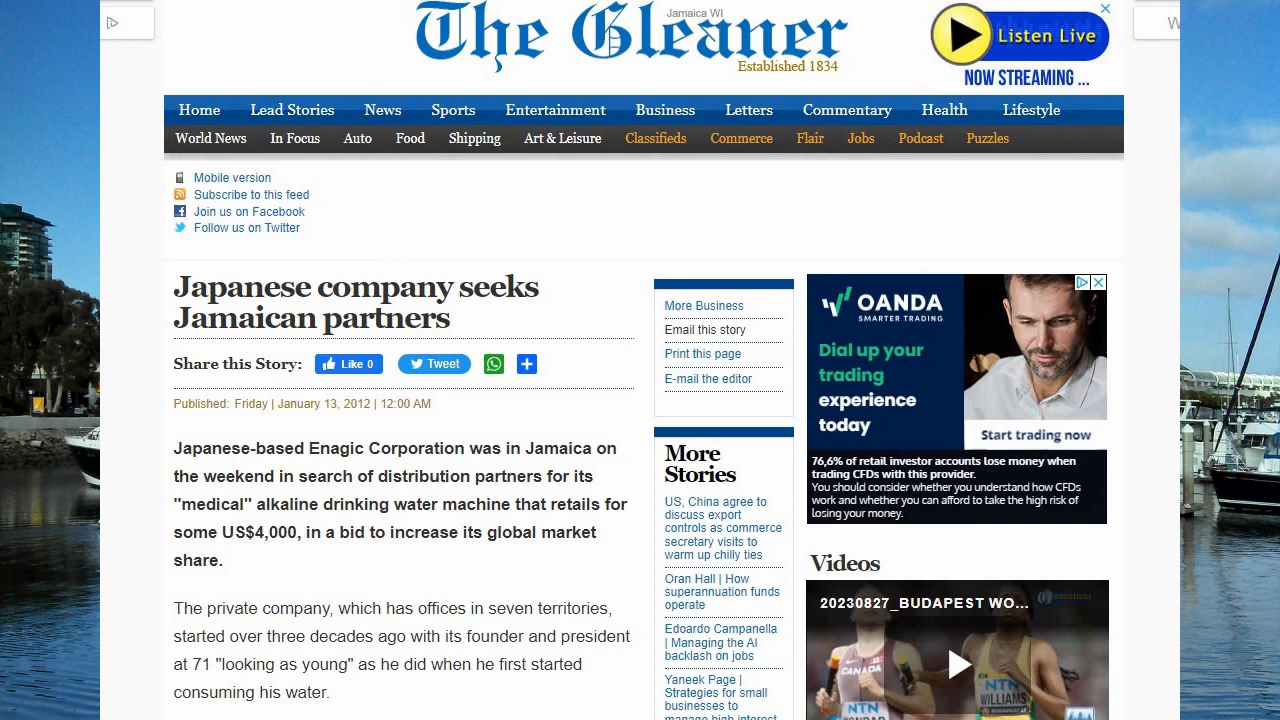 The Gleaner
Jamaica WI
Established 1834
Listen Live
NOW STREAMING ...
W
Home Lead Stories News Sports Entertainment Business Letters Commentary Health Lifestyle
World News In Focus Auto Food Shipping Art & Leisure Classifieds Commerce Flair Jobs Podcast Puzzles
Mobile version
Subscribe to this feed
Join us on Facebook
Follow us on Twitter
Japanese company seeks
Jamaican partners
Share this Story: Like 0 Tweet
Published: Friday | January 13, 2012 | 12:00 AM
Japanese-based Enagic Corporation was in Jamaica on
the weekend in search of distribution partners for its
"medical" alkaline drinking water machine that retails for
some US$4,000, in a bid to increase its global market
share.
The private company, which has offices in seven territories,
started over three decades ago with its founder and president
at 71 "looking as young" as he did when he first started
consuming his water.
More Business
Email this story
Print this page
E-mail the editor
More
Stories
US, China agree to
discuss export
controls as commerce
secretary visits to
warm up chilly ties
Oran Hall | How
superannuation funds
operate
Edoardo Campanella
| Managing the AI
backlash on jobs
Yaneek Page |
Strategies for small
businesses to
manage high interest
OANDA
SMARTER TRADING
Dial up your
trading
experience
today
Start trading now
76,6% of retail investor accounts lose money when
trading CFDs with this provider.
You should consider whether you understand how CFDs
work and whether you can afford to take the high risk of
losing your money.
Videos
20230827_BUDAPEST WO...
CANADA
NTN
NTN
WILLIAMS